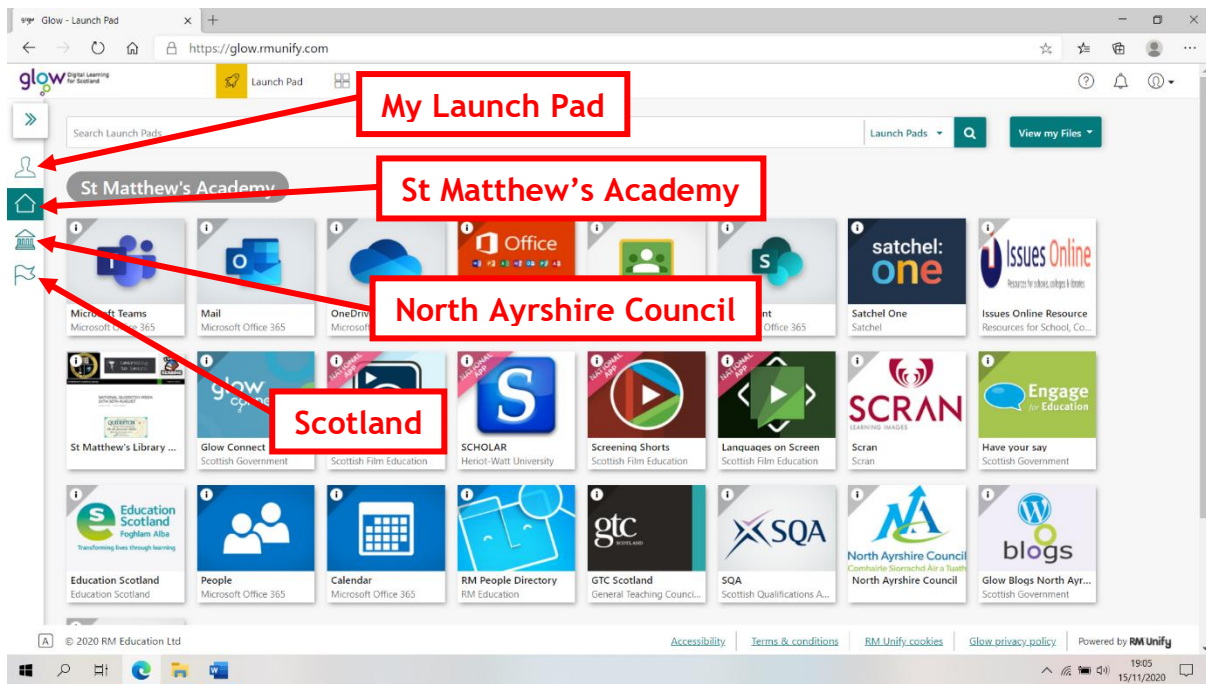 Glow - Launch Pad
https://glow.rmunify.com
glow Digital Learning for Scotland
Launch Pad
My Launch Pad
Search Launch Pads
Launch Pads
View my Files
St Matthew's Academy
St Matthew's Academy
Office
satchel: one
Issues Online
Resources for schools, colleges & libraries
North Ayrshire Council
Microsoft Teams
Microsoft Office 365
Mail
Microsoft Office 365
Satchel One
Satchel
Issues Online Resource
Resources for School, Co...
glow
NATIONAL APP
NATIONAL APP
NATIONAL APP
NATIONAL APP
S
SCRAN
LEARNING IMAGES
Engage for Education
Scotland
St Matthew's Library ...
Glow Connect
Scottish Government
Scottish Film Education
SCHOLAR
Heriot-Watt University
Screening Shorts
Scottish Film Education
Languages on Screen
Scottish Film Education
Scran
Scran
Have your say
Scottish Government
Education Scotland
Foghlam Alba
Transforming lives through learning
gtc
SCOTLAND
SQA
North Ayrshire Council
Comhairle Siorrachd Àir a Tuath
blogs
Education Scotland
Education Scotland
People
Microsoft Office 365
Calendar
Microsoft Office 365
RM People Directory
RM Education
GTC Scotland
General Teaching Counci...
SQA
Scottish Qualifications A...
North Ayrshire Council
Glow Blogs North Ayr...
Scottish Government
A © 2020 RM Education Ltd
Accessibility
Terms & conditions
RM Unify cookies
Glow privacy policy
Powered by RM Unify
19:05
15/11/2020